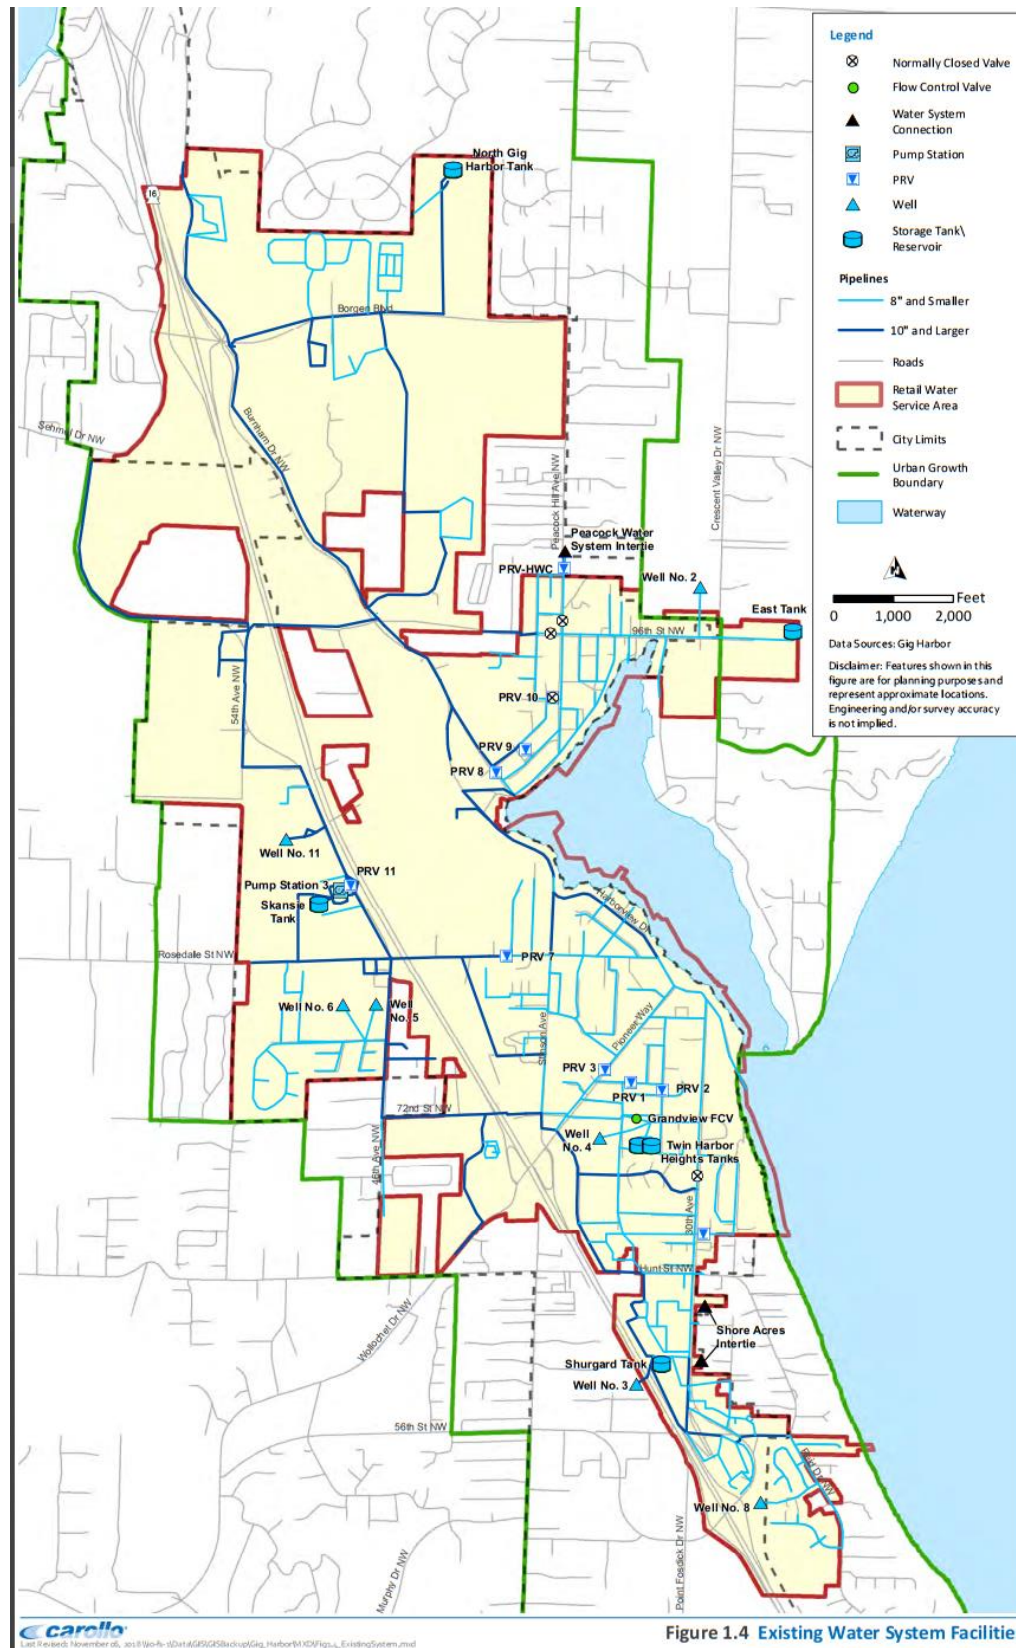 Legend
Normally Closed Valve
Flow Control Valve
Water System
Connection
Pump Station
PRV
Well
Storage Tank\
Reservoir
Pipelines
8" and Smaller
10" and Larger
Roads
Retail Water
Service Area
City Limits
Urban Growth
Boundary
Waterway
Feet
0 1,000 2,000
Data Sources: Gig Harbor
Disclaimer: Features shown in this
figure are for planning purposes and
represent approximate locations.
Engineering and/or survey accuracy
is not implied.
North Gig
Harbor Tank
16
Borgen Blvd
Sehmel Dr NW
Burnham Dr NW
Peacock Hill Ave NW
Crescent Valley Dr NW
Peacock Water
System Intertie
PRV-HWC
Well No. 2
East Tank
96th St NW
54th Ave NW
PRV 10
PRV 9
PRV 8
Well No. 11
PRV 11
Pump Station 3
Skansie
Tank
Harborview Dr
Rosedale St NW
PRV 7
Well No. 6
Well
No. 5
Stinson Ave
Pioneer Way
PRV 3
PRV 1
PRV 2
72nd St NW
Grandview FCV
Well
No. 4
Twin Harbor
Heights Tanks
46th Ave NW
30th Ave
Hunt St NW
Wollochet Dr NW
Shore Acres
Intertie
Shurgard Tank
Well No. 3
56th St NW
Reid Dr NW
Well No. 8
Point Fosdick Dr NW
Murphy Dr NW
carollo
Figure 1.4 Existing Water System Facilitie